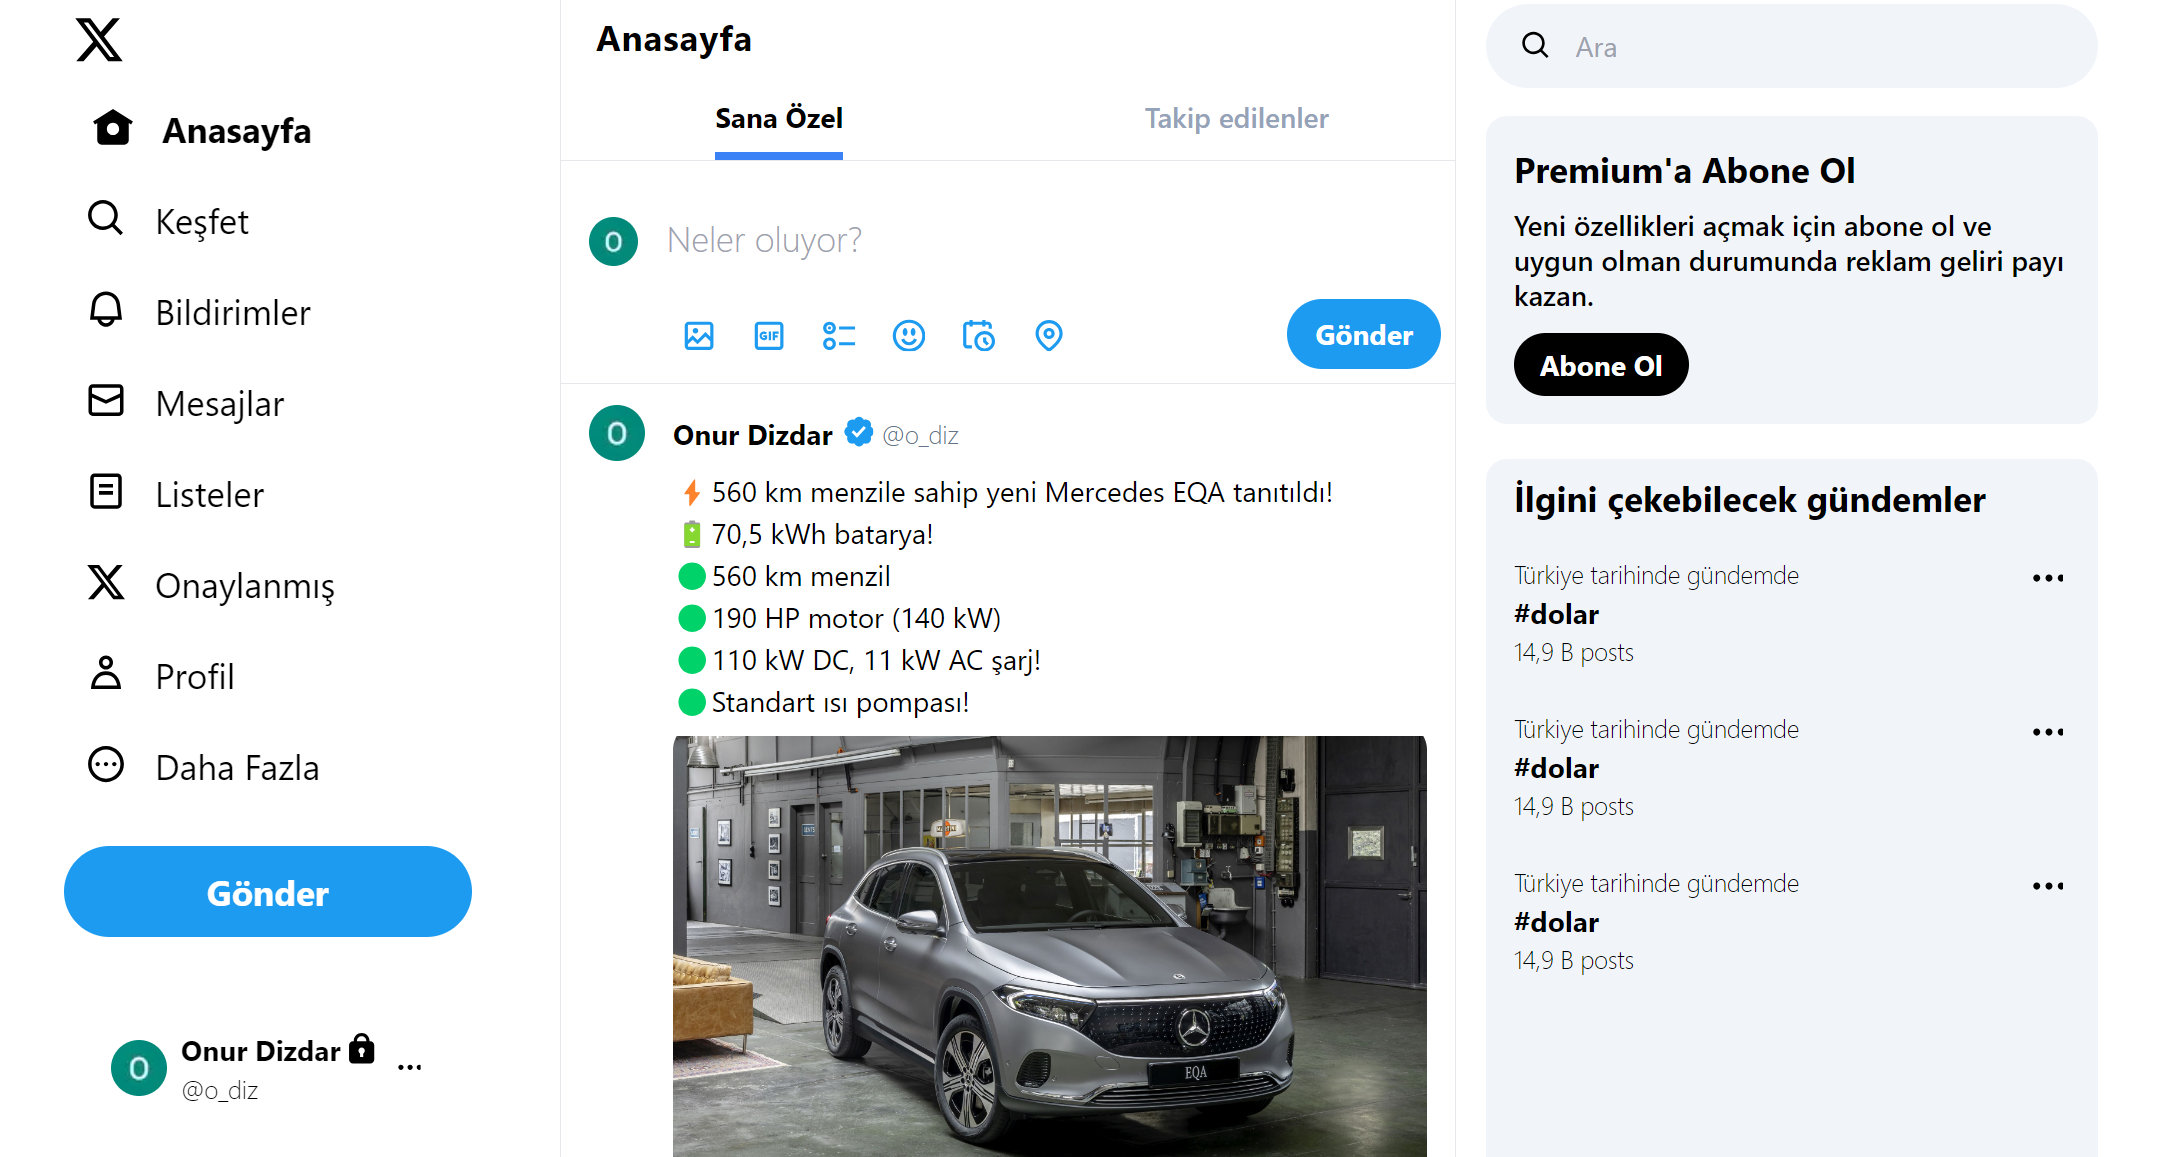 Anasayfa
Keşfet
Bildirimler
Mesajlar
Listeler
Onaylanmış
Profil
Daha Fazla
Gönder
O
Onur Dizdar
@o_diz
Anasayfa
Sana Özel
Takip edilenler
O
Neler oluyor?
GIF
Gönder
O
Onur Dizdar @o_diz
⚡ 560 km menzile sahip yeni Mercedes EQA tanıtıldı!
🔋 70,5 kWh batarya!
🟢 560 km menzil
🟢 190 HP motor (140 kW)
🟢 110 kW DC, 11 kW AC şarj!
🟢 Standart ısı pompası!
EQA
Ara
Premium'a Abone Ol
Yeni özellikleri açmak için abone ol ve
uygun olman durumunda reklam geliri payı
kazan.
Abone Ol
İlgini çekebilecek gündemler
Türkiye tarihinde gündemde
#dolar
14,9 B posts
Türkiye tarihinde gündemde
#dolar
14,9 B posts
Türkiye tarihinde gündemde
#dolar
14,9 B posts